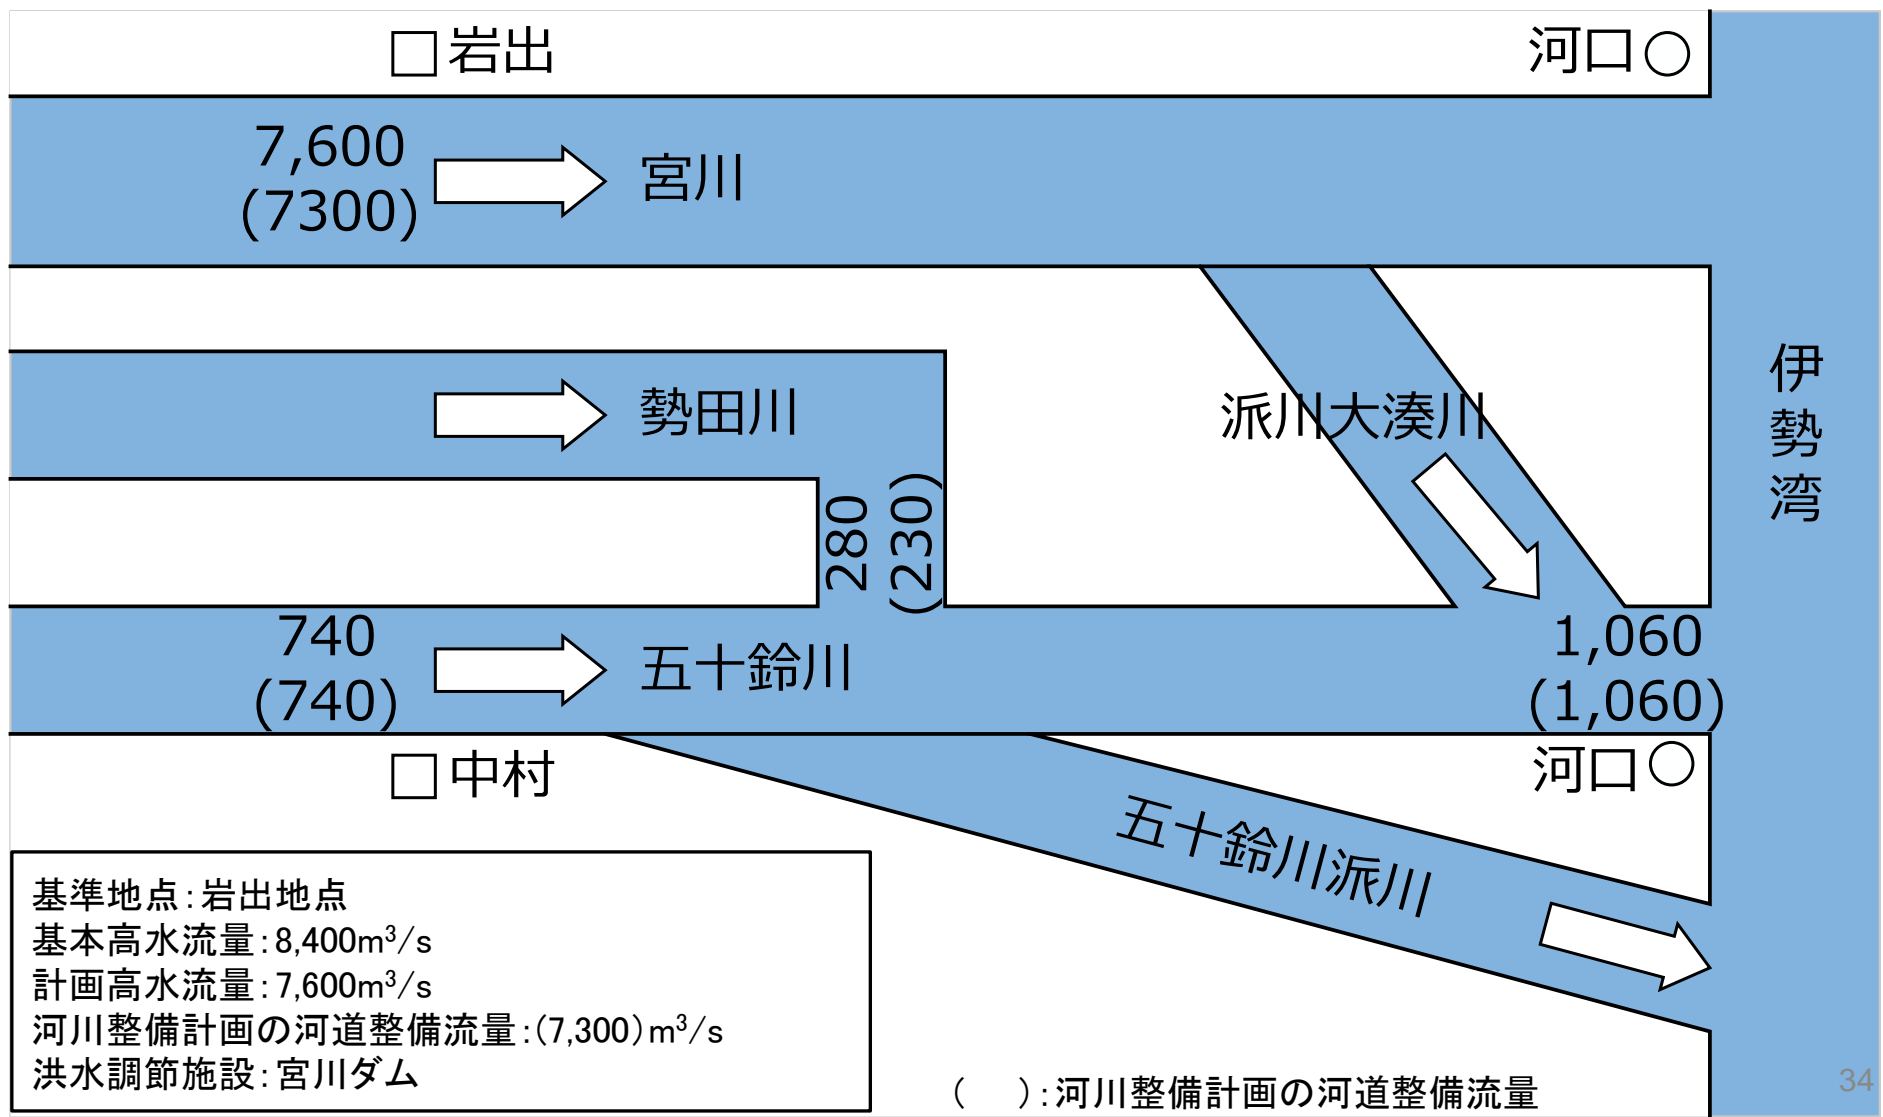 □岩出
河口○
7,600
(7300)
宮川
勢田川
派川大湊川
伊勢湾
280
(230)
740
(740)
五十鈴川
1,060
(1,060)
□中村
河口○
五十鈴川派川
基準地点:岩出地点
基本高水流量:8,400m³/s
計画高水流量:7,600m³/s
河川整備計画の河道整備流量:(7,300)m³/s
洪水調節施設:宮川ダム
(　):河川整備計画の河道整備流量
34